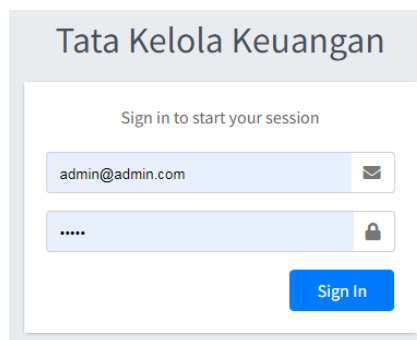 Tata Kelola Keuangan
Sign in to start your session
admin@admin.com
•••••
Sign In